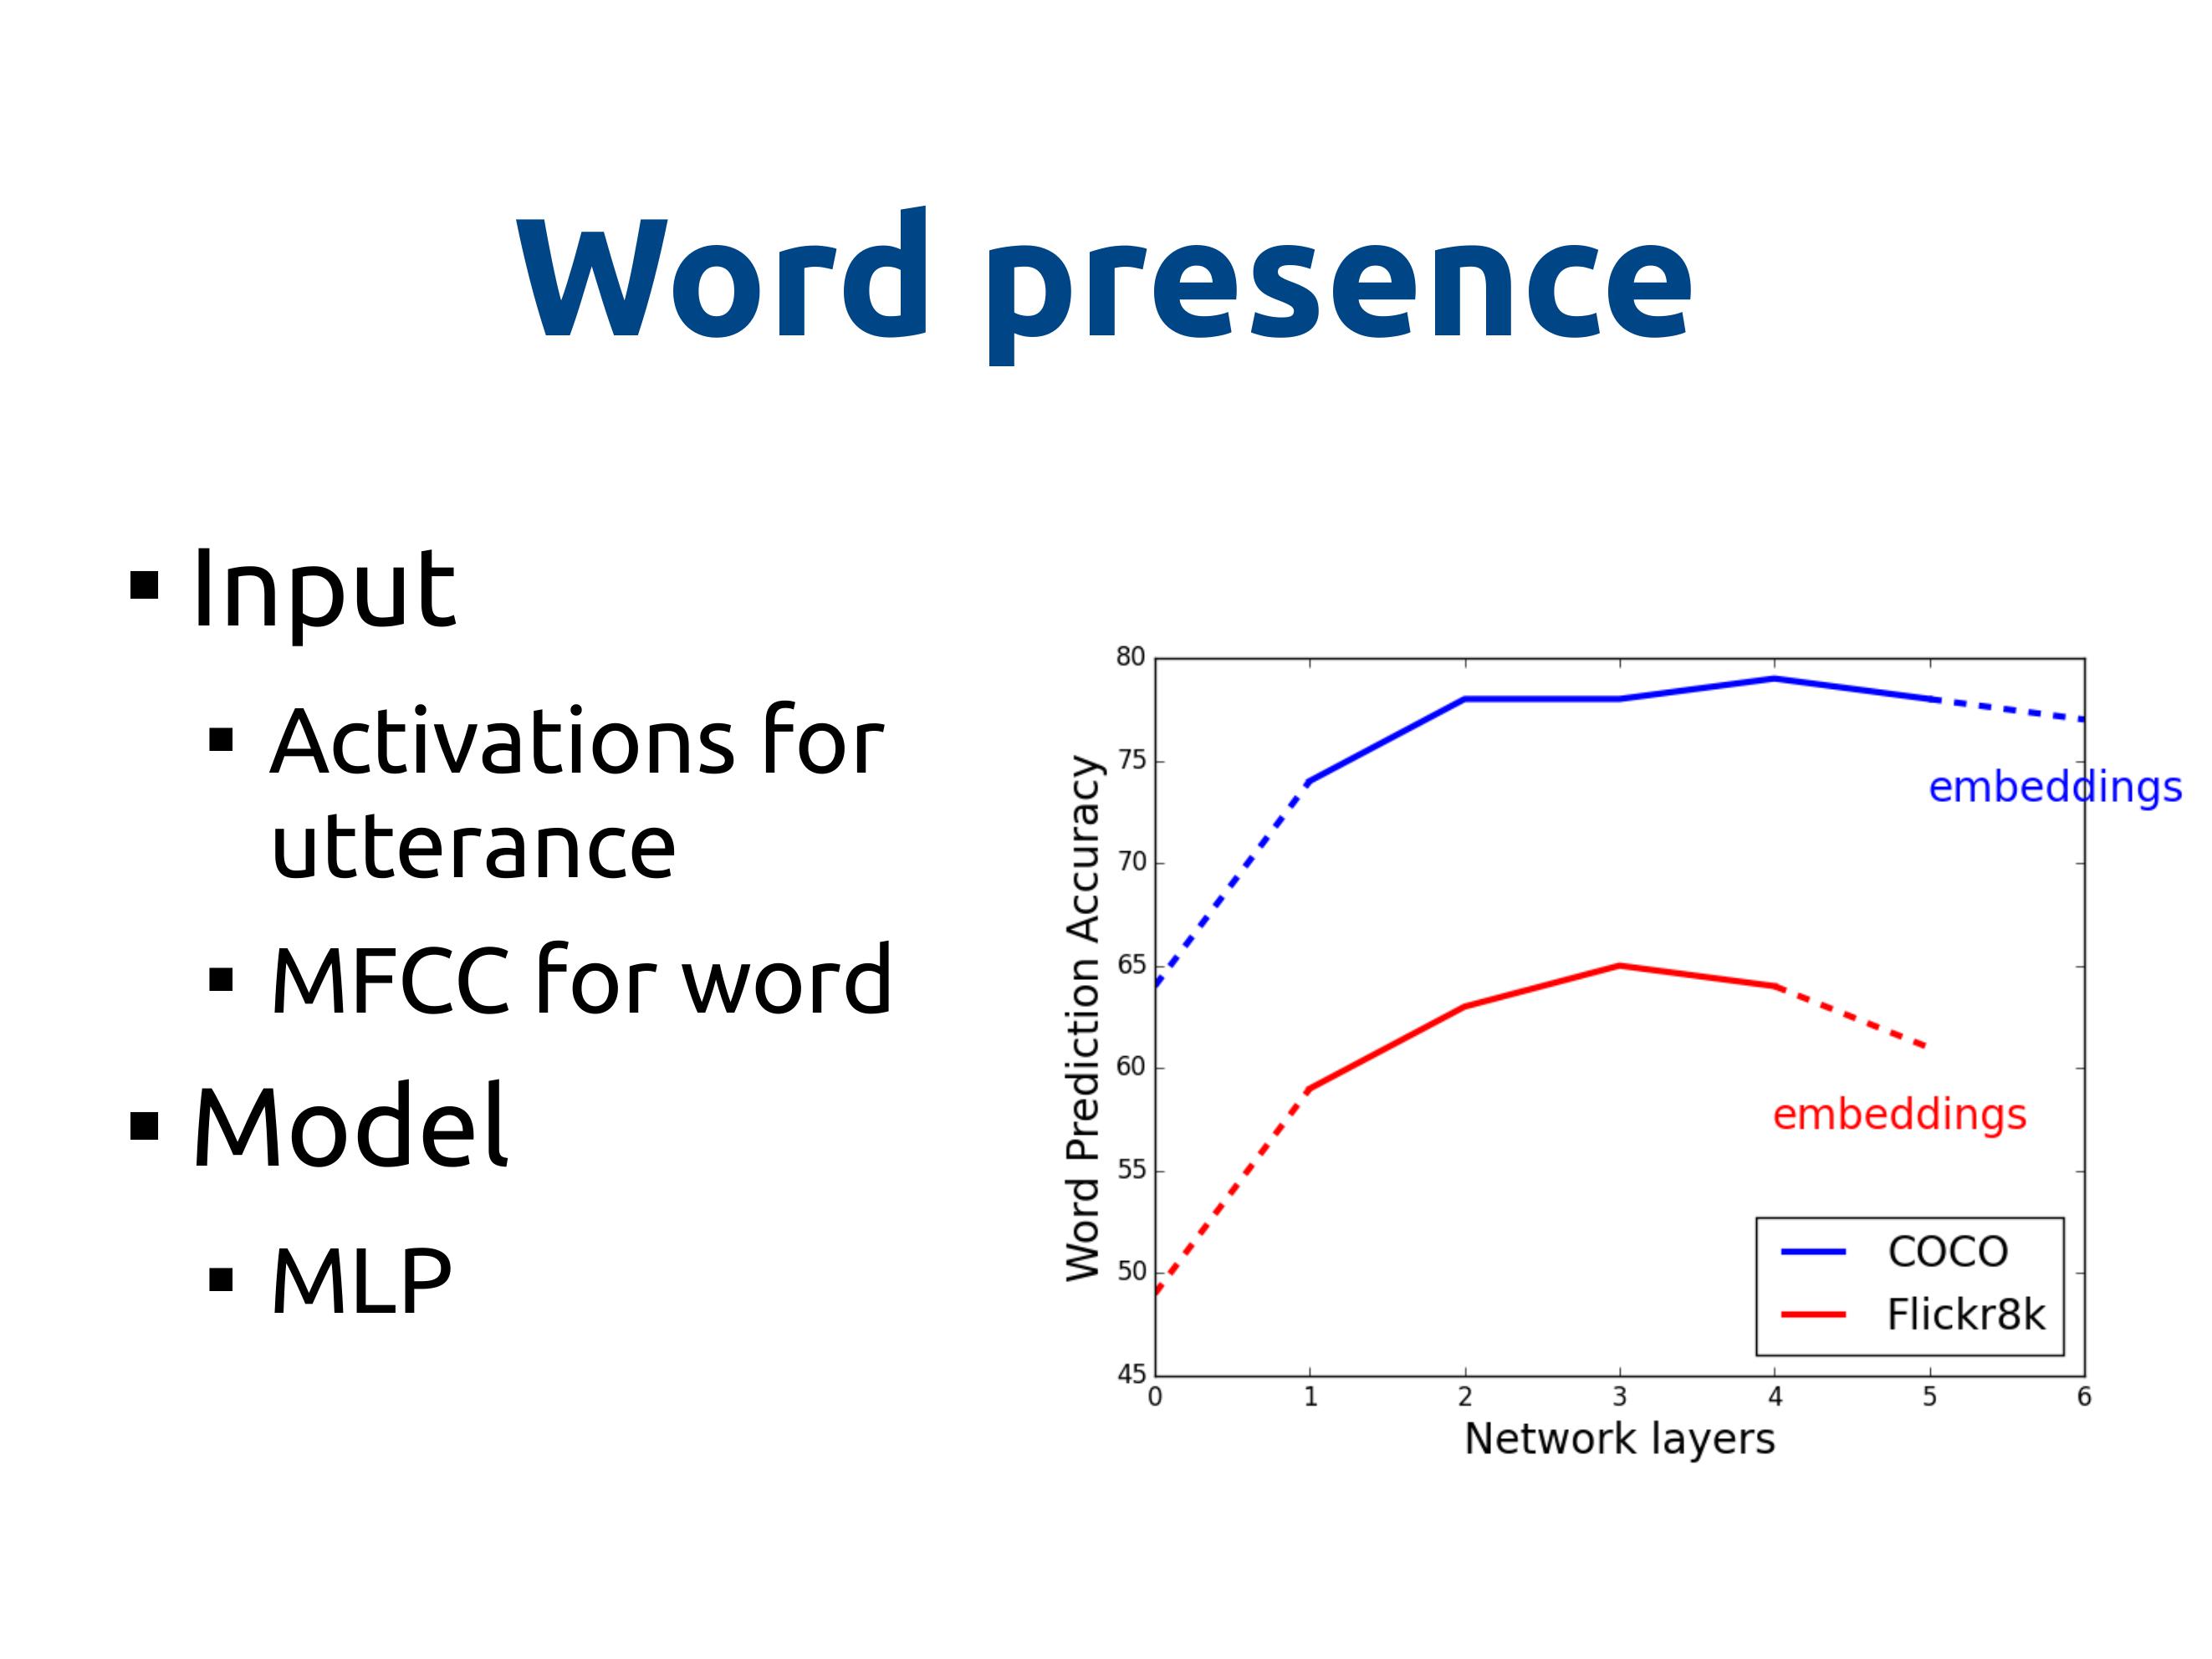 Word presence
▪ Input
▪ Activations for
utterance
▪ MFCC for word
▪ Model
▪ MLP
Word Prediction Accuracy
80
75
70
65
60
55
50
45
0 1 2 3 4 5 6
Network layers
embeddings
embeddings
COCO
Flickr8k